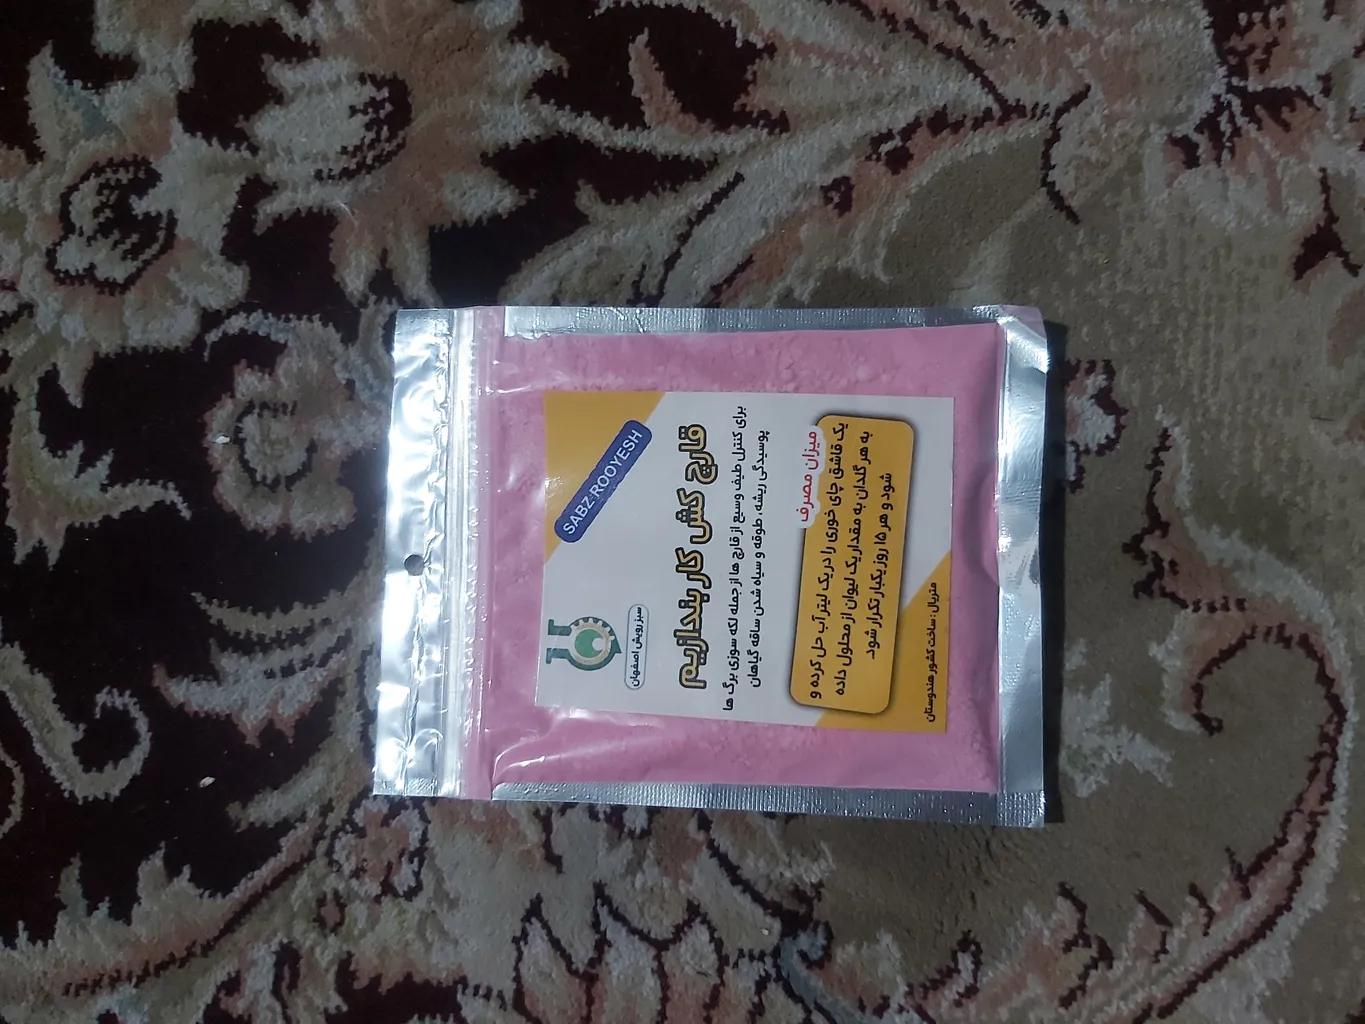 SABZ ROOYESH
سبز رویش اصفهان
قارچ کش کاربندازیم
برای کنترل طیف وسیع از قارچ ها از جمله لکه سوزی برگ ها
پوسیدگی ریشه، طوقه و سیاه شدن ساقه گیاهان
میزان مصرف
یک قاشق چای خوری را در یک لیتر آب حل کرده و
به هر گلدان به مقدار یک لیوان از محلول داده
شود و هر ۱۵ روز یکبار تکرار شود
متریال : ساخت کشور هندوستان